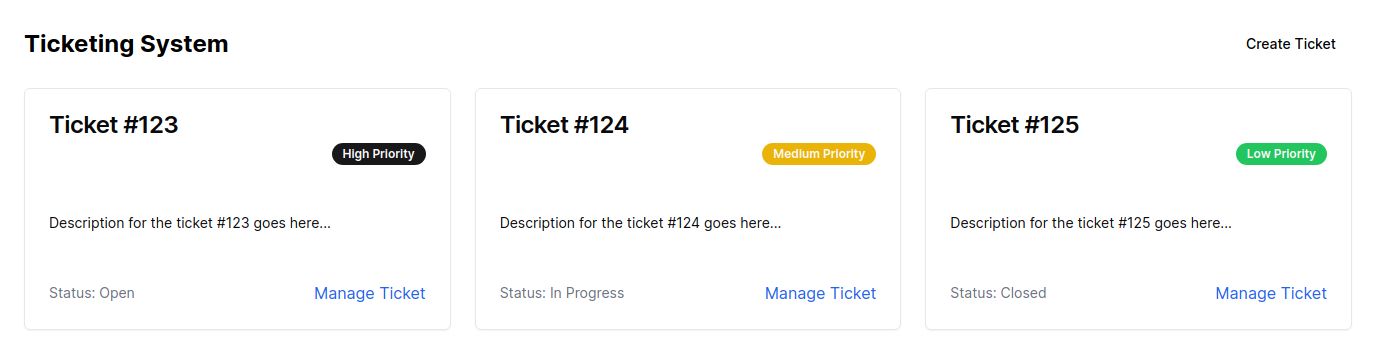 Ticketing System
Create Ticket
Ticket #123
High Priority
Description for the ticket #123 goes here...
Status: Open
Manage Ticket
Ticket #124
Medium Priority
Description for the ticket #124 goes here...
Status: In Progress
Manage Ticket
Ticket #125
Low Priority
Description for the ticket #125 goes here...
Status: Closed
Manage Ticket